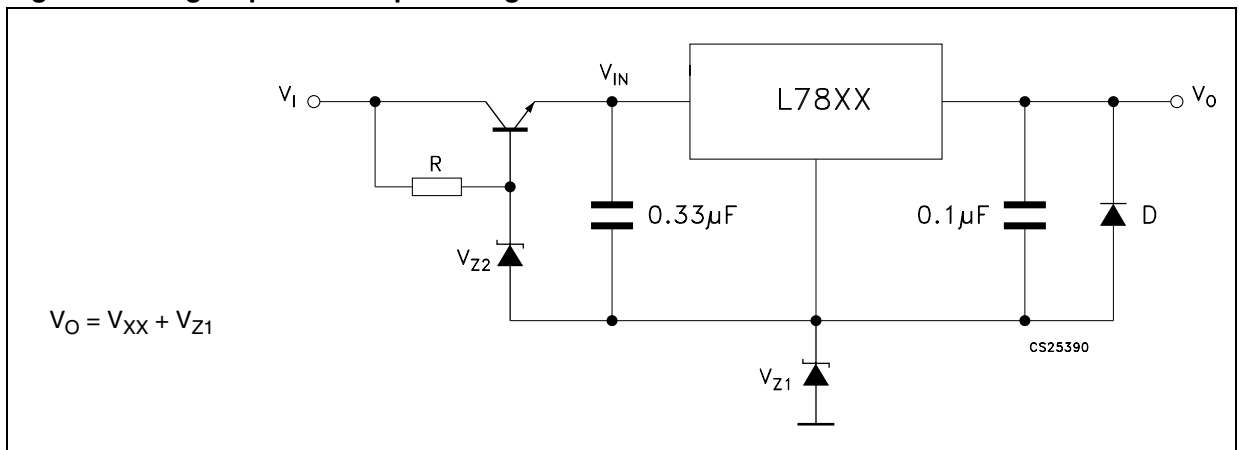 V_I
V_IN
L78XX
V_O
R
0.33µF
0.1µF
D
V_Z2
V_O = V_XX + V_Z1
CS25390
V_Z1